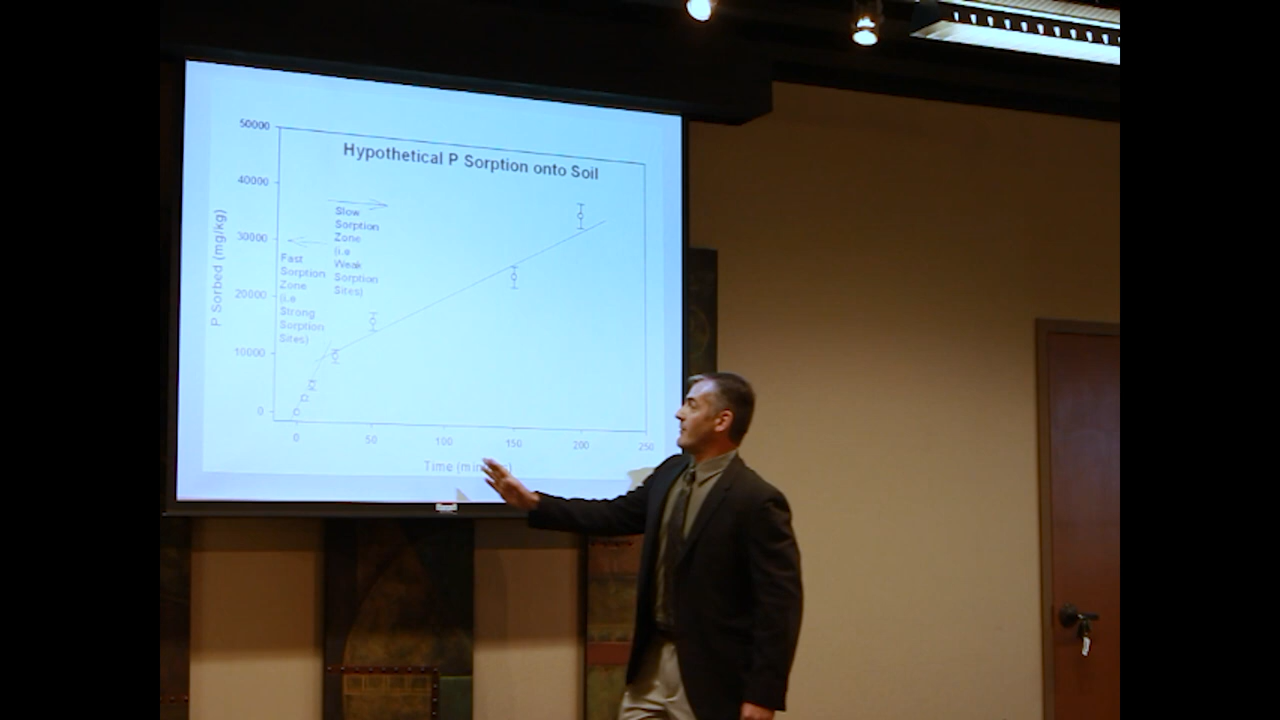 Hypothetical P Sorption onto Soil
50000
40000
30000
20000
10000
0
P Sorbed (mg/kg)
Slow
Sorption
Zone
(i.e
Weak
Sorption
Sites)
Fast
Sorption
Zone
(i.e
Strong
Sorption
Sites)
0 50 100 150 200 250
Time